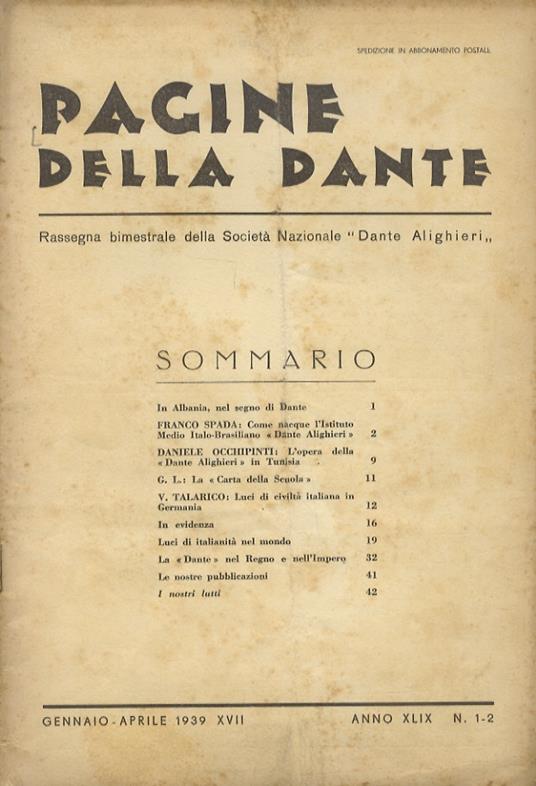 SPEDIZIONE IN ABBONAMENTO POSTALE
PAGINE
DELLA DANTE
Rassegna bimestrale della Società Nazionale "Dante Alighieri„
SOMMARIO
In Albania, nel segno di Dante 1
FRANCO SPADA: Come nacque l'Istituto
Medio Italo-Brasiliano « Dante Alighieri » 2
DANIELE OCCHIPINTI: L'opera della
« Dante Alighieri » in Tunisia 9
G. L.: La « Carta della Scuola » 11
V. TALARICO: Luci di civiltà italiana in
Germania 12
In evidenza 16
Luci di italianità nel mondo 19
La « Dante » nel Regno e nell'Impero 32
Le nostre pubblicazioni 41
I nostri lutti 42
GENNAIO-APRILE 1939 XVII ANNO XLIX N. 1-2